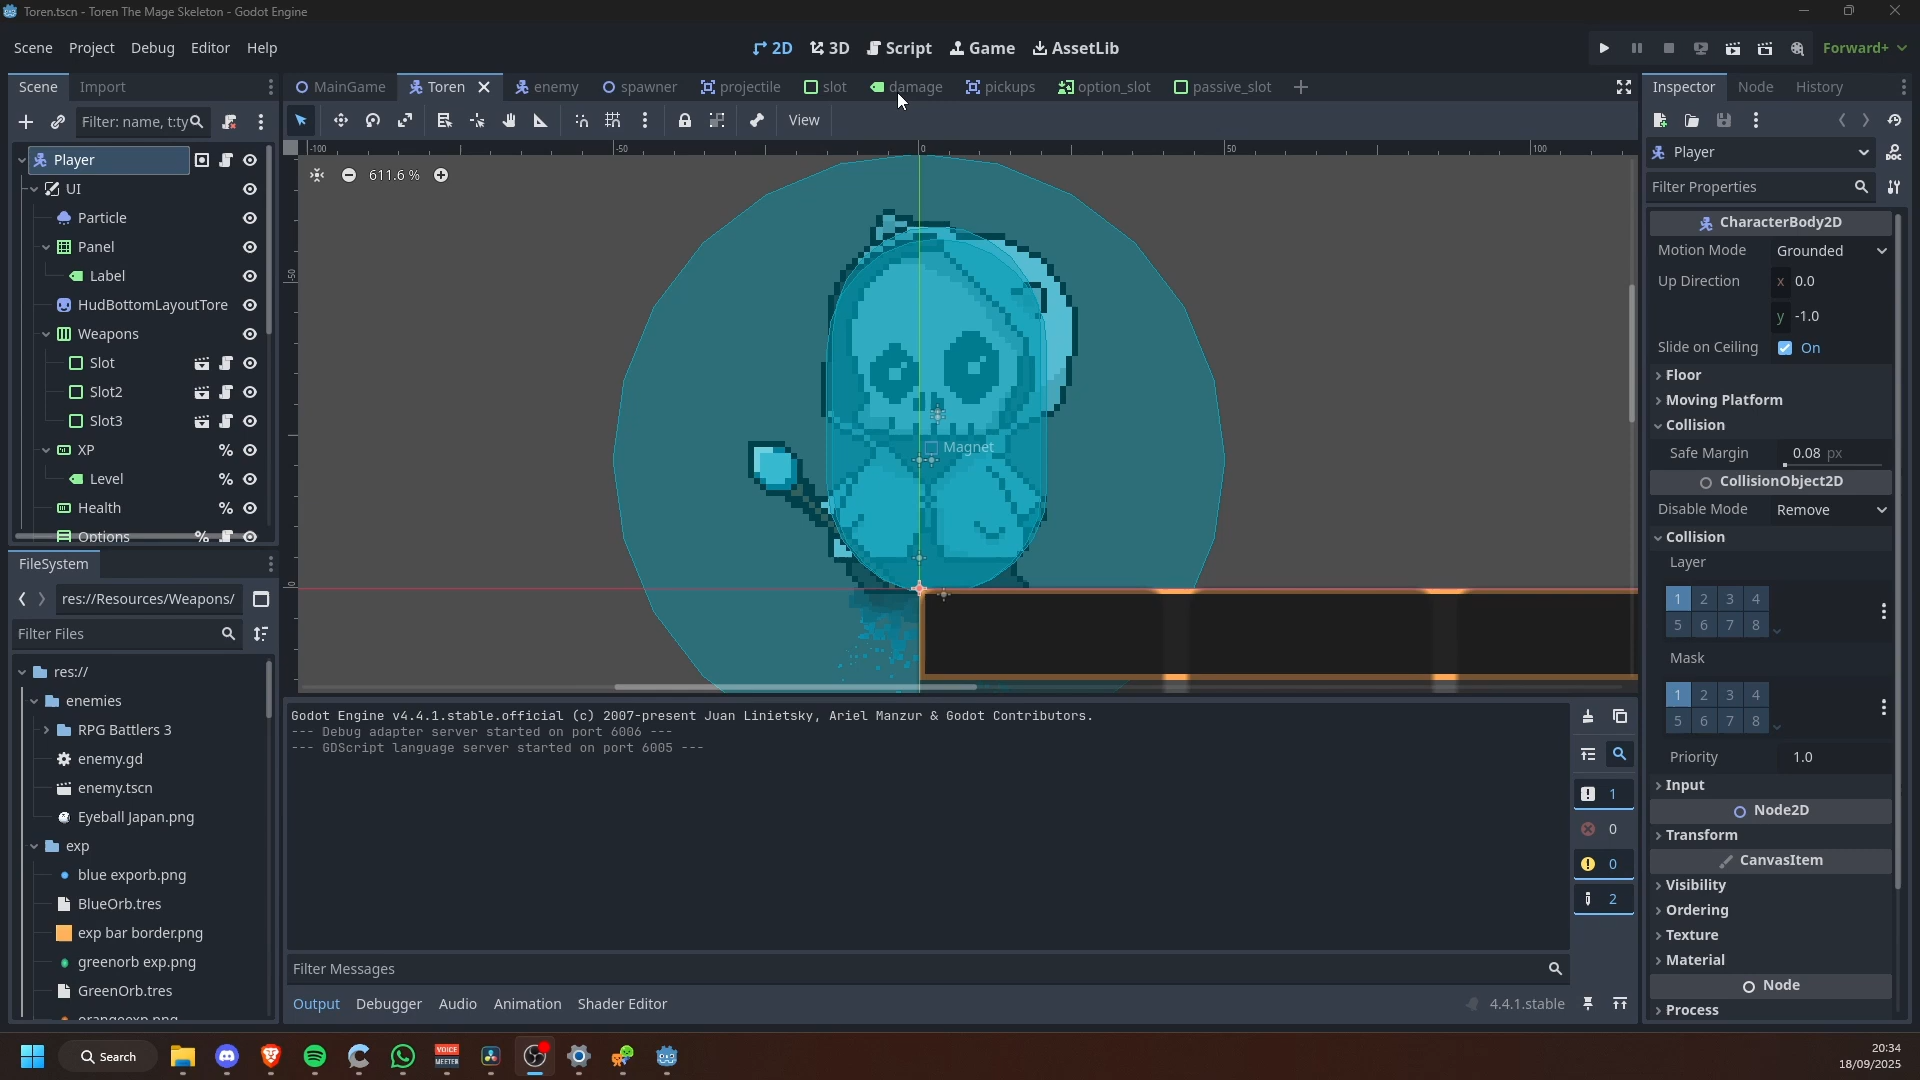 Toren.tscn - Toren The Mage Skeleton - Godot Engine
Scene Project Debug Editor Help
2D 3D Script Game AssetLib
Forward+
Scene Import
MainGame Toren enemy spawner projectile slot damage pickups option_slot passive_slot
Inspector Node History
Filter: name, t:ty
View
-100 -50 0 50 100
Player
UI
Particle
Panel
Label
HudBottomLayoutTore
Weapons
Slot
Slot2
Slot3
XP %
Level %
Health %
Options %
611.6 %
-50
0
Magnet
Player
DOC
Filter Properties
CharacterBody2D
Motion Mode Grounded
Up Direction x 0.0
y -1.0
Slide on Ceiling On
Floor
Moving Platform
Collision
Safe Margin 0.08 px
CollisionObject2D
Disable Mode Remove
Collision
Layer
1 2 3 4
5 6 7 8
Mask
1 2 3 4
5 6 7 8
Priority 1.0
Input
Node2D
Transform
CanvasItem
Visibility
Ordering
Texture
Material
Node
Process
FileSystem
res://Resources/Weapons/
Filter Files
res://
enemies
RPG Battlers 3
enemy.gd
enemy.tscn
Eyeball Japan.png
exp
blue exporb.png
BlueOrb.tres
exp bar border.png
greenorb exp.png
GreenOrb.tres
orangeexp.png
Godot Engine v4.4.1.stable.official (c) 2007-present Juan Linietsky, Ariel Manzur & Godot Contributors.
--- Debug adapter server started on port 6006 ---
--- GDScript language server started on port 6005 ---
1
0
0
2
Filter Messages
Output Debugger Audio Animation Shader Editor
4.4.1.stable
Search
VOICE
MEETER
20:34
18/09/2025